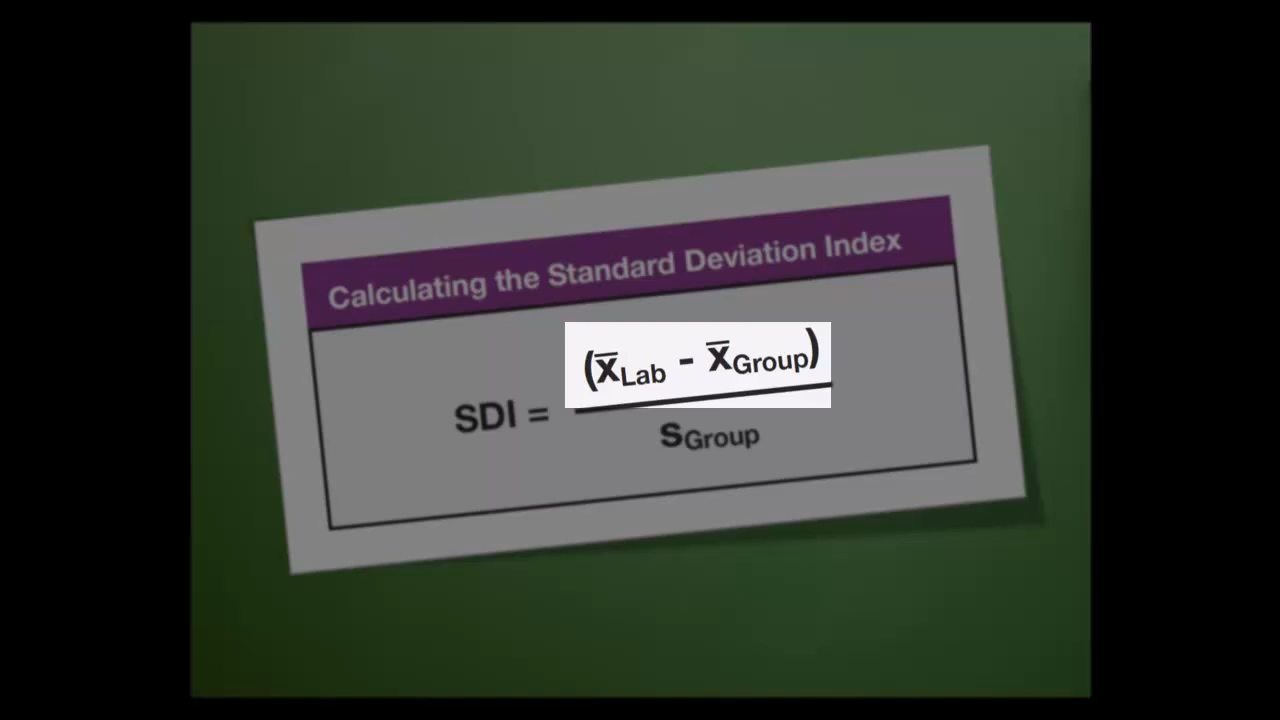 Calculating the Standard Deviation Index
(x̅Lab - x̅Group)
SDI =
sGroup